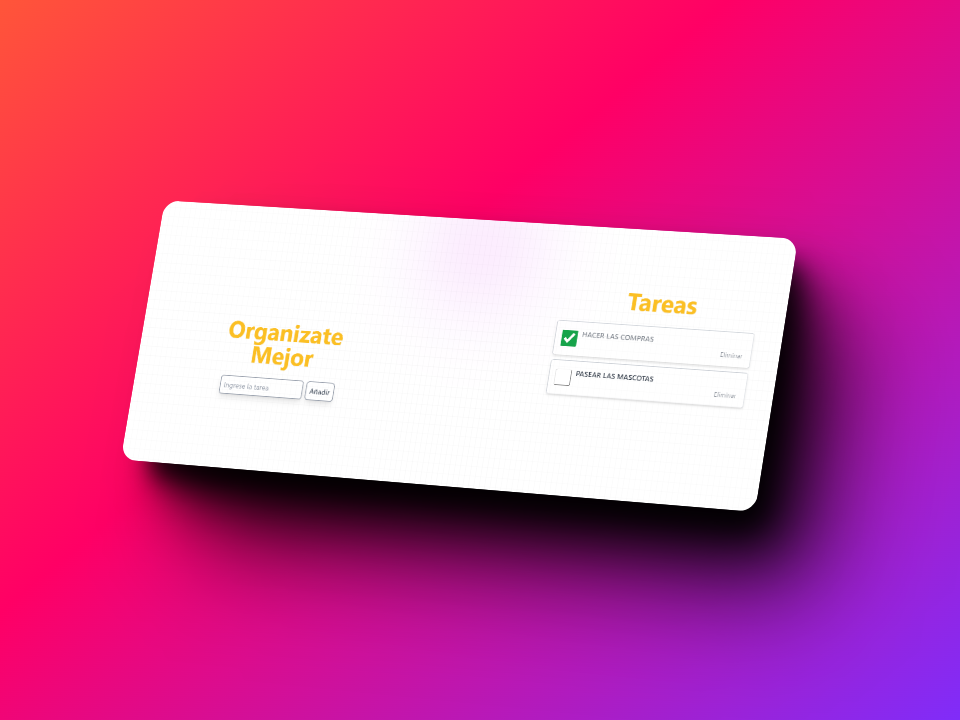 Organizate
Mejor
Ingrese la tarea
Añadir
Tareas
HACER LAS COMPRAS
Eliminar
PASEAR LAS MASCOTAS
Eliminar